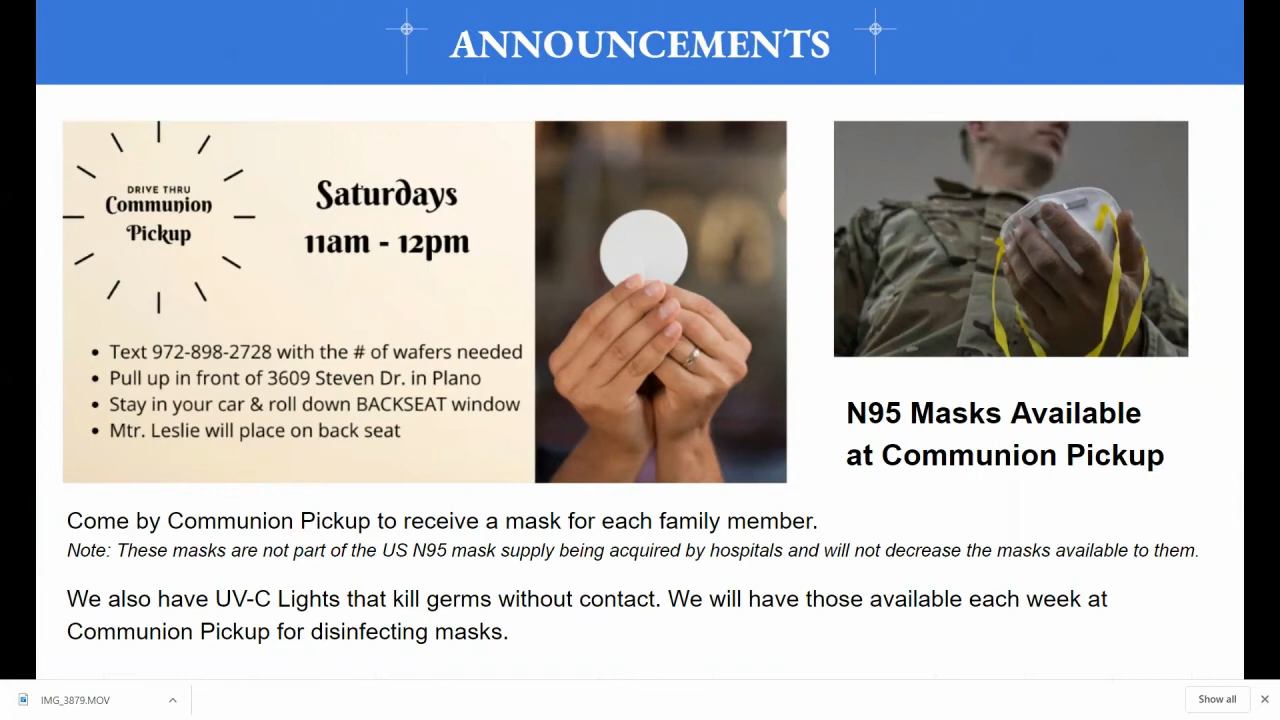 ANNOUNCEMENTS
DRIVE THRU
Communion
Pickup
Saturdays
11am - 12pm
• Text 972-898-2728 with the # of wafers needed
• Pull up in front of 3609 Steven Dr. in Plano
• Stay in your car & roll down BACKSEAT window
• Mtr. Leslie will place on back seat
N95 Masks Available
at Communion Pickup
Come by Communion Pickup to receive a mask for each family member.
Note: These masks are not part of the US N95 mask supply being acquired by hospitals and will not decrease the masks available to them.
We also have UV-C Lights that kill germs without contact. We will have those available each week at
Communion Pickup for disinfecting masks.
IMG_3879.MOV
Show all